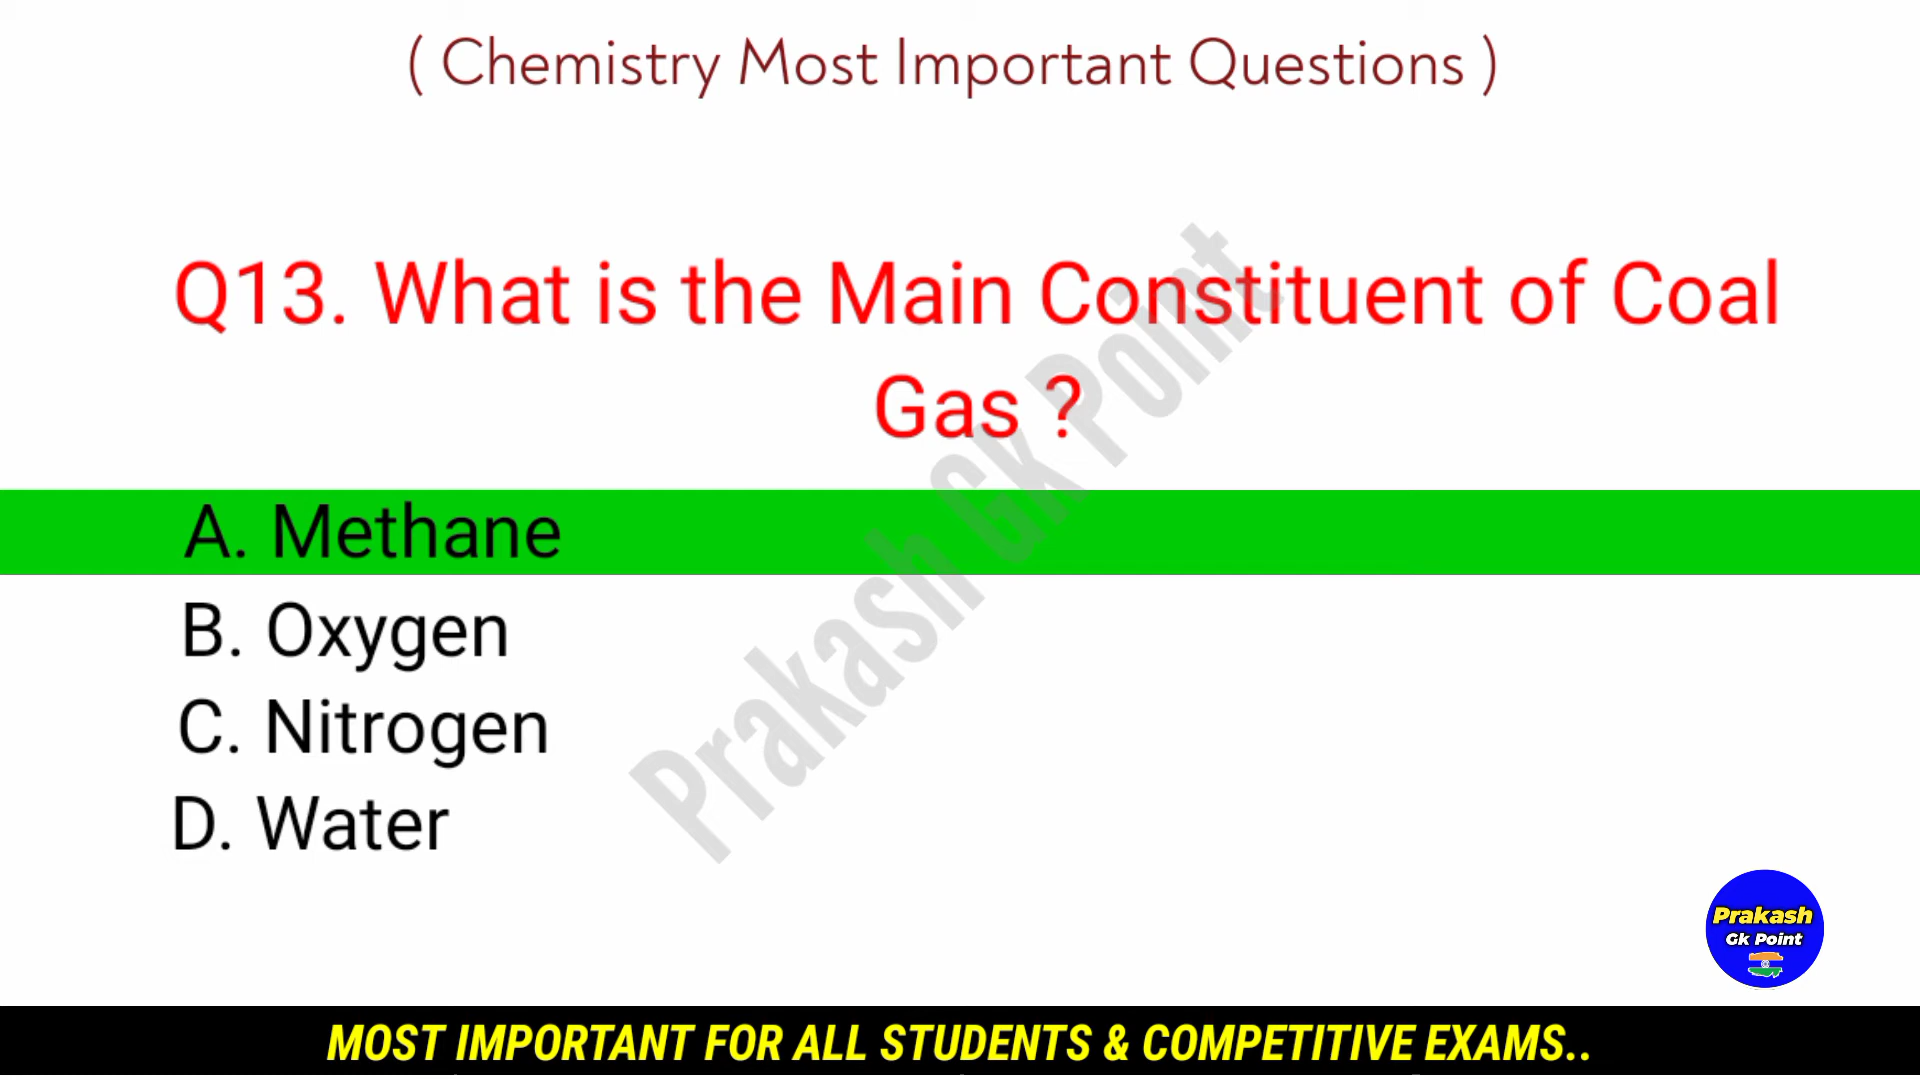 ( Chemistry Most Important Questions )
Q13. What is the Main Constituent of Coal
Gas ?
A. Methane
B. Oxygen
C. Nitrogen
D. Water
Prakash Gk Point
Prakash
Gk Point
MOST IMPORTANT FOR ALL STUDENTS & COMPETITIVE EXAMS..